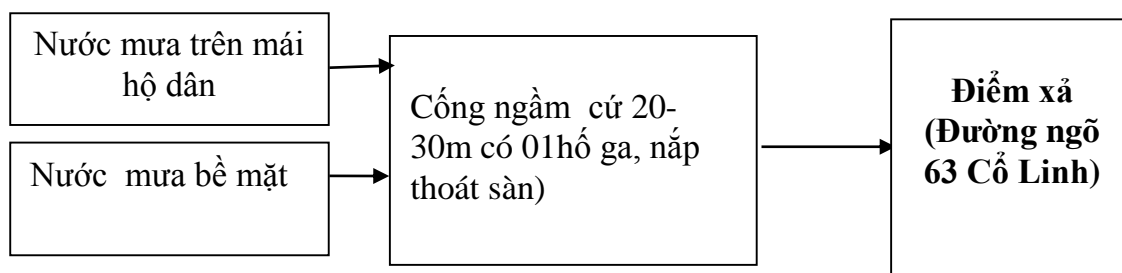 Nước mưa trên mái
hộ dân
Nước mưa bề mặt
Cống ngầm cứ 20-
30m có 01hố ga, nắp
thoát sàn)
Điểm xả
(Đường ngõ
63 Cổ Linh)